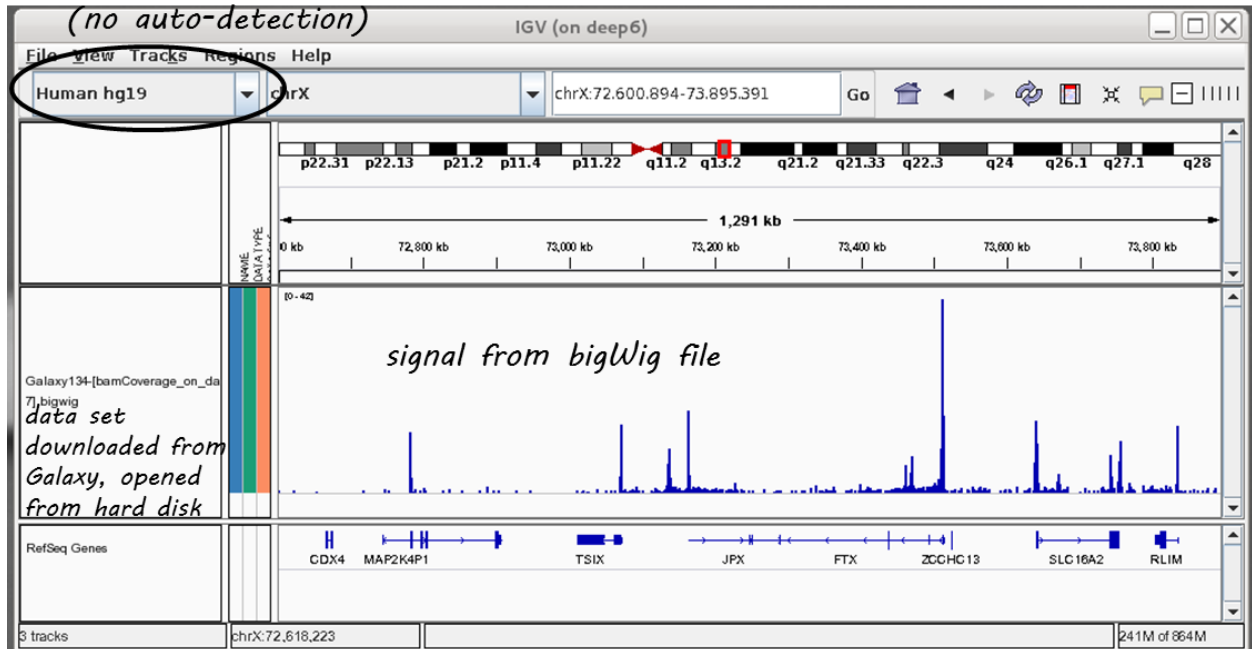 (no auto-detection)
IGV (on deep6)
File View Tracks Regions Help
Human hg19 chrX chrX:72.600.894-73.895.391 Go
p22.31 p22.13 p21.2 p11.4 p11.22 q11.2 q13.2 q21.2 q21.33 q22.3 q24 q26.1 q27.1 q28
1,291 kb
0 kb 72,800 kb 73,000 kb 73,200 kb 73,400 kb 73,600 kb 73,800 kb
NAME
DATA TYPE
[0 - 42]
signal from bigWig file
Galaxy134-[bamCoverage_on_da
7].bigwig
data set
downloaded from
Galaxy, opened
from hard disk
RefSeq Genes
CDX4 MAP2K4P1 TSIX JPX FTX ZCCHC13 SLC16A2 RLIM
3 tracks chrX:72,618,223 241M of 864M